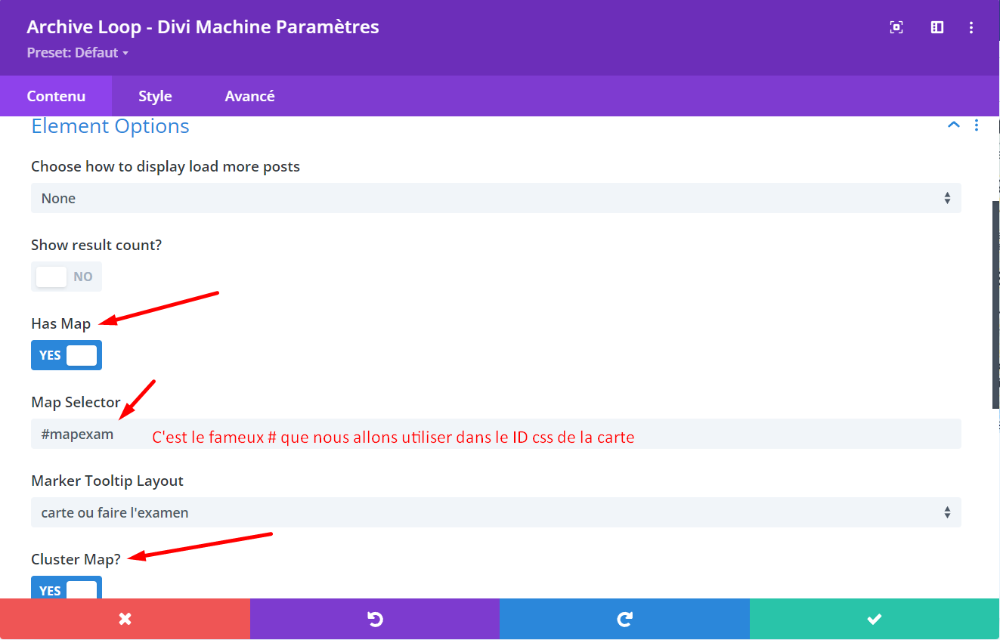 Archive Loop - Divi Machine Paramètres
Preset: Défaut
Contenu Style Avancé
Element Options
Choose how to display load more posts
None
Show result count?
NO
Has Map
YES
Map Selector
#mapexam C'est le fameux # que nous allons utiliser dans le ID css de la carte
Marker Tooltip Layout
carte ou faire l'examen
Cluster Map?
YES